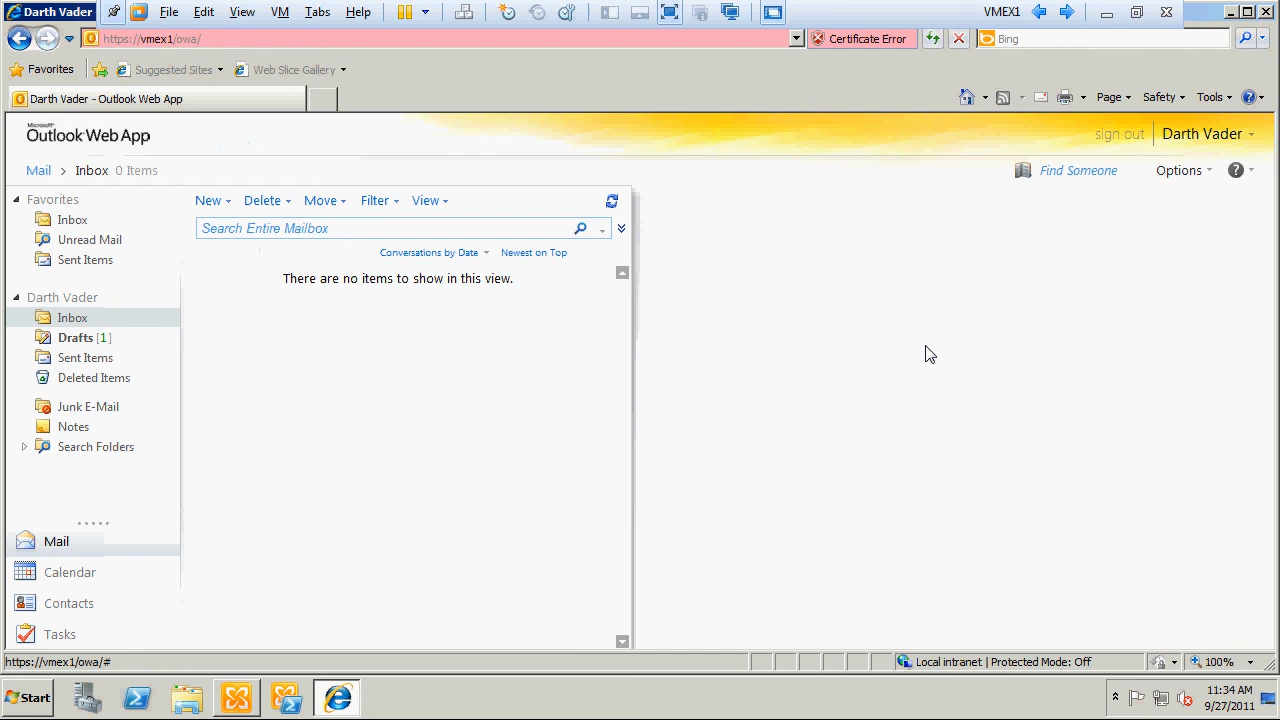 Darth Vader File Edit View VM Tabs Help VMEX1
https://vmex1/owa/ Certificate Error Bing
Favorites Suggested Sites Web Slice Gallery
Darth Vader - Outlook Web App Page Safety Tools
Microsoft
Outlook Web App sign out Darth Vader
Mail > Inbox 0 Items Find Someone Options
Favorites
Inbox
Unread Mail
Sent Items
Darth Vader
Inbox
Drafts [1]
Sent Items
Deleted Items
Junk E-Mail
Notes
Search Folders
Mail
Calendar
Contacts
Tasks
New Delete Move Filter View
Search Entire Mailbox
Conversations by Date Newest on Top
There are no items to show in this view.
https://vmex1/owa/# Local intranet | Protected Mode: Off 100%
Start 11:34 AM
9/27/2011